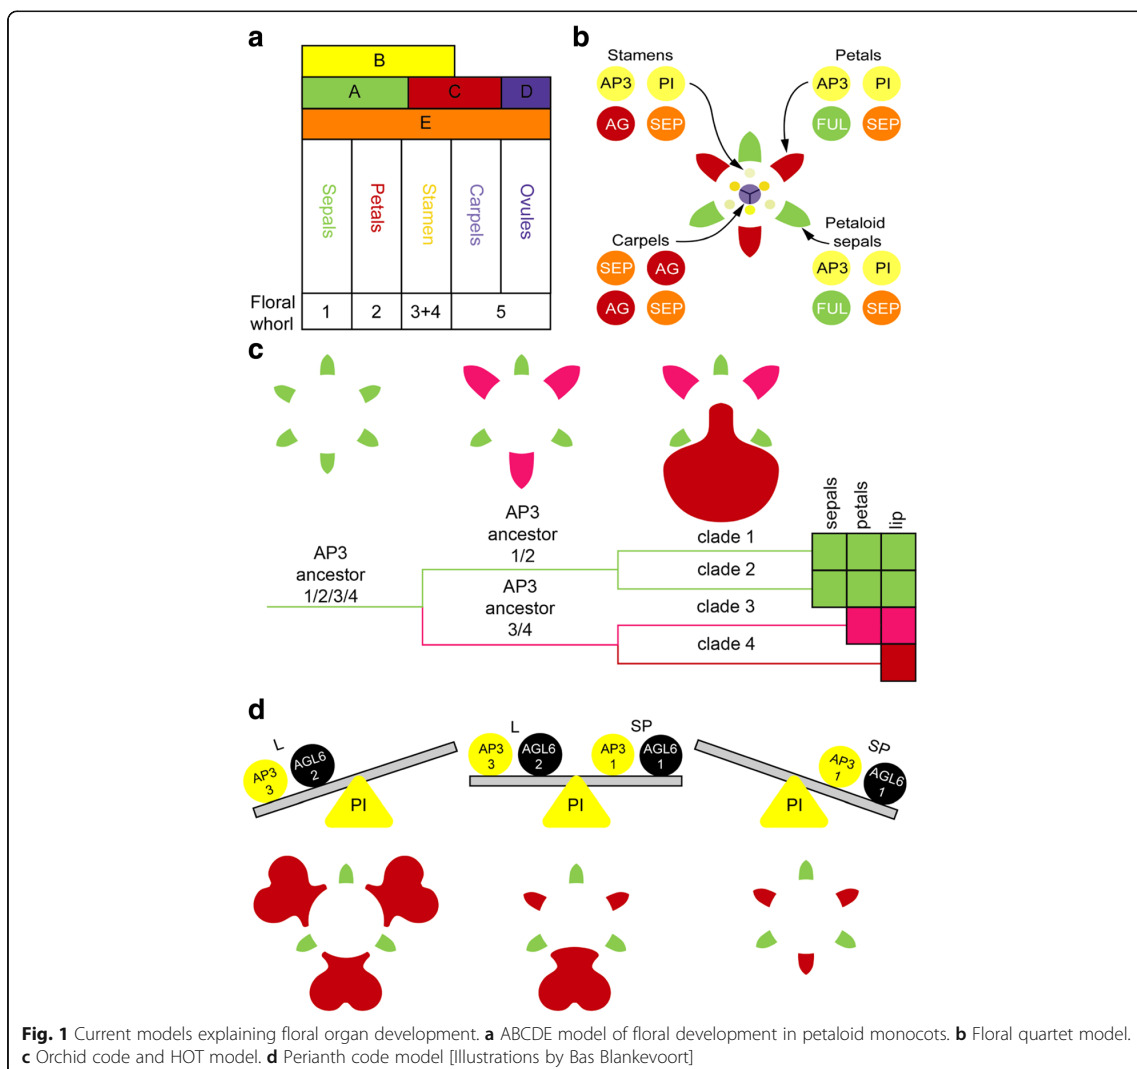 a
B
A C D
E
Sepals
Petals
Stamen
Carpels
Ovules
Floral
whorl
1 2 3+4 5
b
Stamens
AP3 PI
AG SEP
Petals
AP3 PI
FUL SEP
Carpels
SEP AG
AG SEP
Petaloid
sepals
AP3 PI
FUL SEP
c
AP3
ancestor
1/2/3/4
AP3
ancestor
1/2
AP3
ancestor
3/4
clade 1
clade 2
clade 3
clade 4
sepals
petals
lip
d
L
AP3
3
AGL6
2
PI
L
AP3
3
AGL6
2
SP
AP3
1
AGL6
1
PI
SP
AP3
1
AGL6
1
PI
Fig. 1 Current models explaining floral organ development. a ABCDE model of floral development in petaloid monocots. b Floral quartet model.
c Orchid code and HOT model. d Perianth code model [Illustrations by Bas Blankevoort]